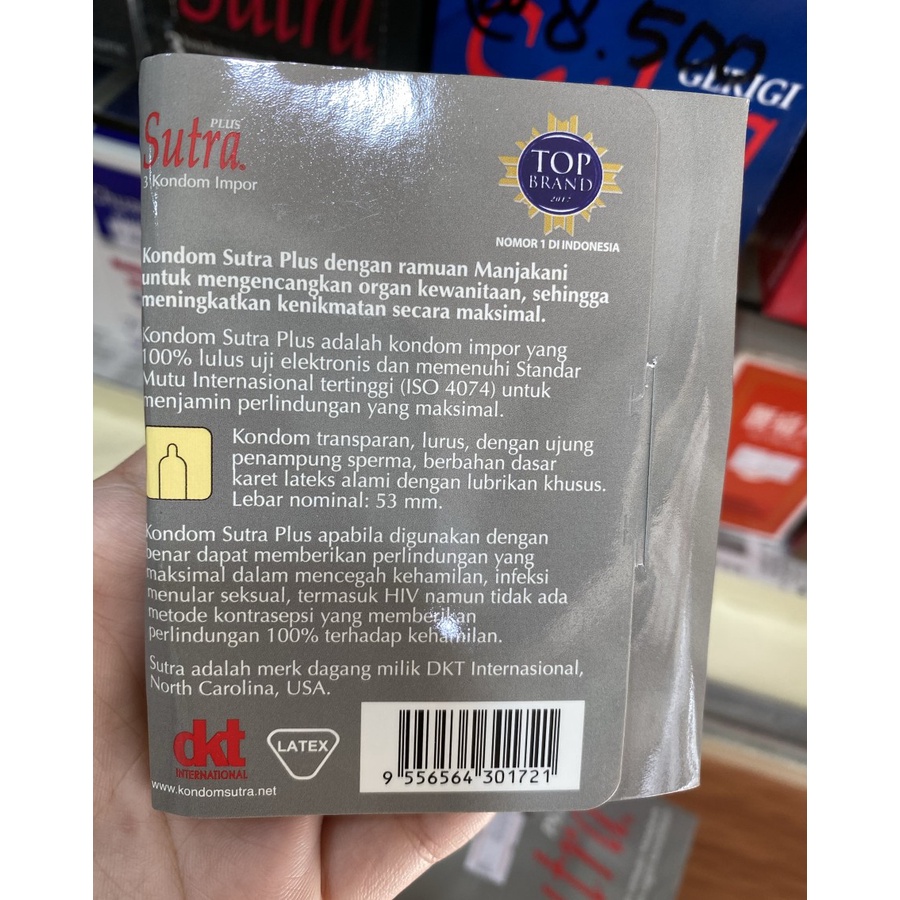 Sutra
8.500
GERIGI
PLUS
Sutra
3 Kondom Impor
TOP
BRAND
2017
NOMOR 1 DI INDONESIA
Kondom Sutra Plus dengan ramuan Manjakani
untuk mengencangkan organ kewanitaan, sehingga
meningkatkan kenikmatan secara maksimal.
Kondom Sutra Plus adalah kondom impor yang
100% lulus uji elektronis dan memenuhi Standar
Mutu Internasional tertinggi (ISO 4074) untuk
menjamin perlindungan yang maksimal.
Kondom transparan, lurus, dengan ujung
penampung sperma, berbahan dasar
karet lateks alami dengan lubrikan khusus.
Lebar nominal: 53 mm.
Kondom Sutra Plus apabila digunakan dengan
benar dapat memberikan perlindungan yang
maksimal dalam mencegah kehamilan, infeksi
menular seksual, termasuk HIV namun tidak ada
metode kontrasepsi yang memberikan
perlindungan 100% terhadap kehamilan.
Sutra adalah merk dagang milik DKT Internasional,
North Carolina, USA.
dkt
INTERNATIONAL
LATEX
www.kondomsutra.net
9 556564 301721